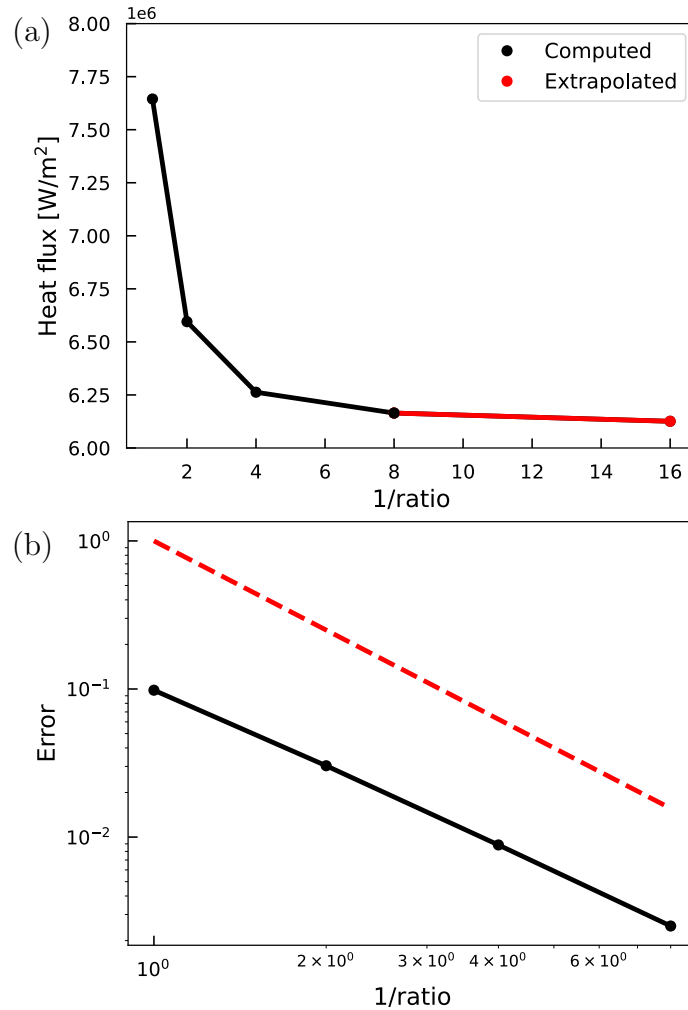 (a)
1e6
8.00
7.75
7.50
7.25
7.00
6.75
6.50
6.25
6.00
Heat flux [W/m²]
Computed
Extrapolated
2 4 6 8 10 12 14 16
1/ratio
(b)
10⁰
10⁻¹
10⁻²
Error
10⁰ 2 × 10⁰ 3 × 10⁰ 4 × 10⁰ 6 × 10⁰
1/ratio